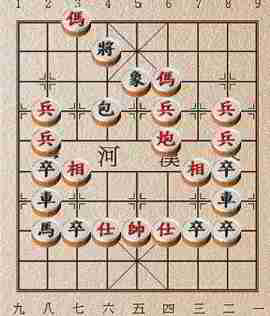 1 2 3 4 5 6 7 8 9
傌
將
象 傌
兵 包 兵 兵
兵 炮 兵
河
卒 相 相 卒
車 車
馬 卒 仕 帥 仕 卒 卒
九 八 七 六 五 四 三 二 一